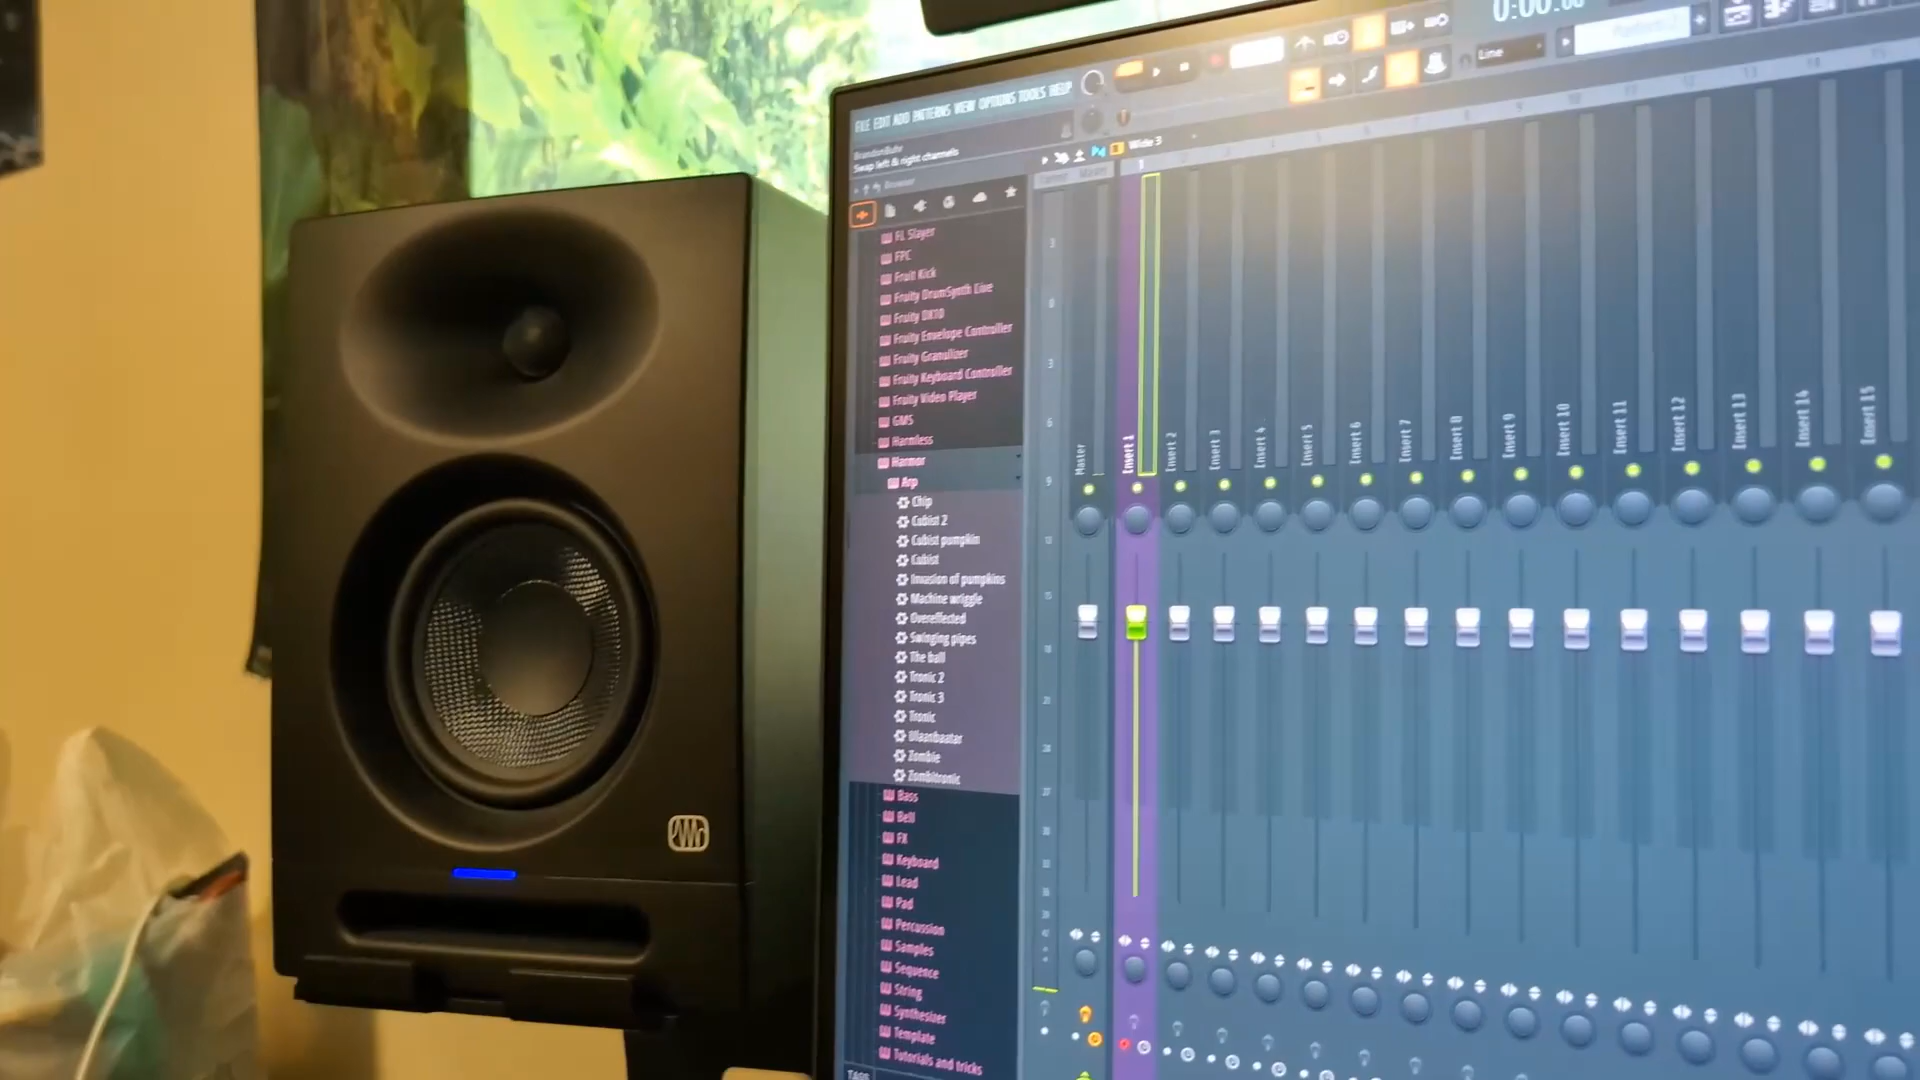 FILE EDIT ADD PATTERNS VIEW OPTIONS TOOLS HELP
Line
BrandonBuhr
Swap left & right channels
Wide 3
Browser
FL Slayer
FPC
Fruit Kick
Fruity DrumSynth Live
Fruity DX10
Fruity Envelope Controller
Fruity Granulizer
Fruity Keyboard Controller
Fruity Video Player
GMS
Harmless
Harmor
Arp
Chip
Cubist 2
Cubist pumpkin
Cubist
Invasion of pumpkins
Machine wriggle
Overeffected
Swinging pipes
The ball
Tronic 2
Tronic 3
Tronic
Ulaanbaatar
Zombie
Zombitronic
Bass
Bell
FX
Keyboard
Lead
Pad
Percussion
Samples
Sequence
String
Synthesizer
Template
Tutorials and tricks
TAGS
Master
Insert 1
Insert 2
Insert 3
Insert 4
Insert 5
Insert 6
Insert 7
Insert 8
Insert 9
Insert 10
Insert 11
Insert 12
Insert 13
Insert 14
Insert 15